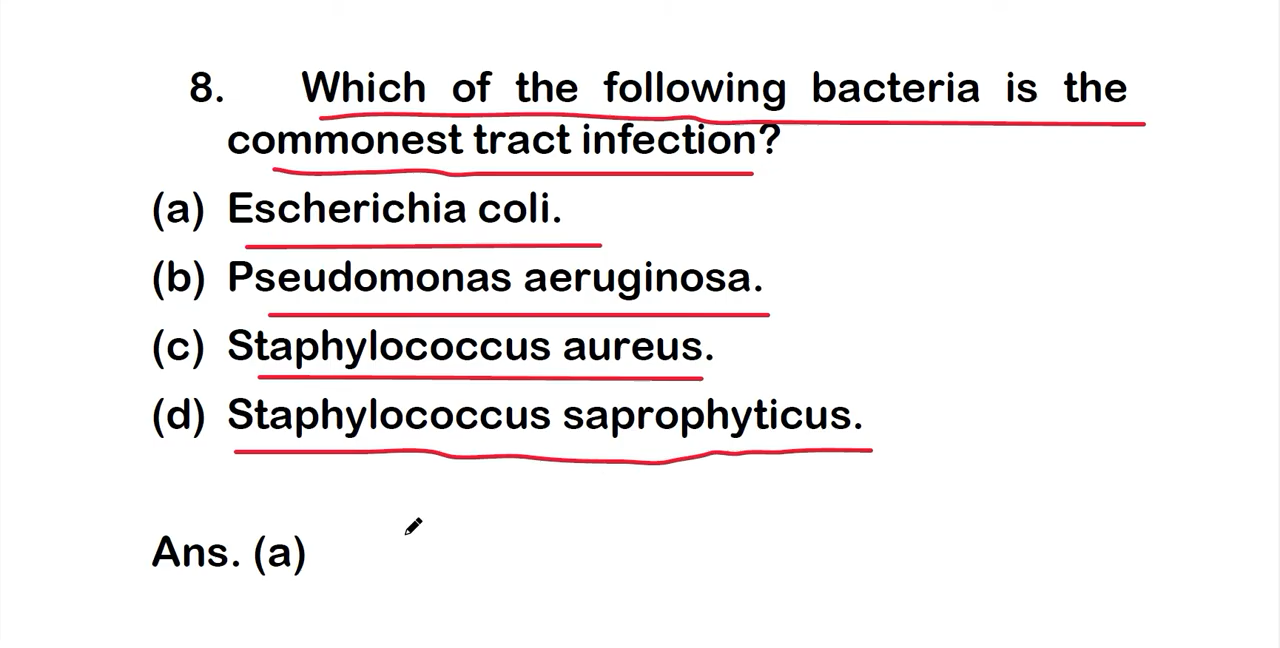 8. Which of the following bacteria is the
commonest tract infection?
(a) Escherichia coli.
(b) Pseudomonas aeruginosa.
(c) Staphylococcus aureus.
(d) Staphylococcus saprophyticus.
Ans. (a)